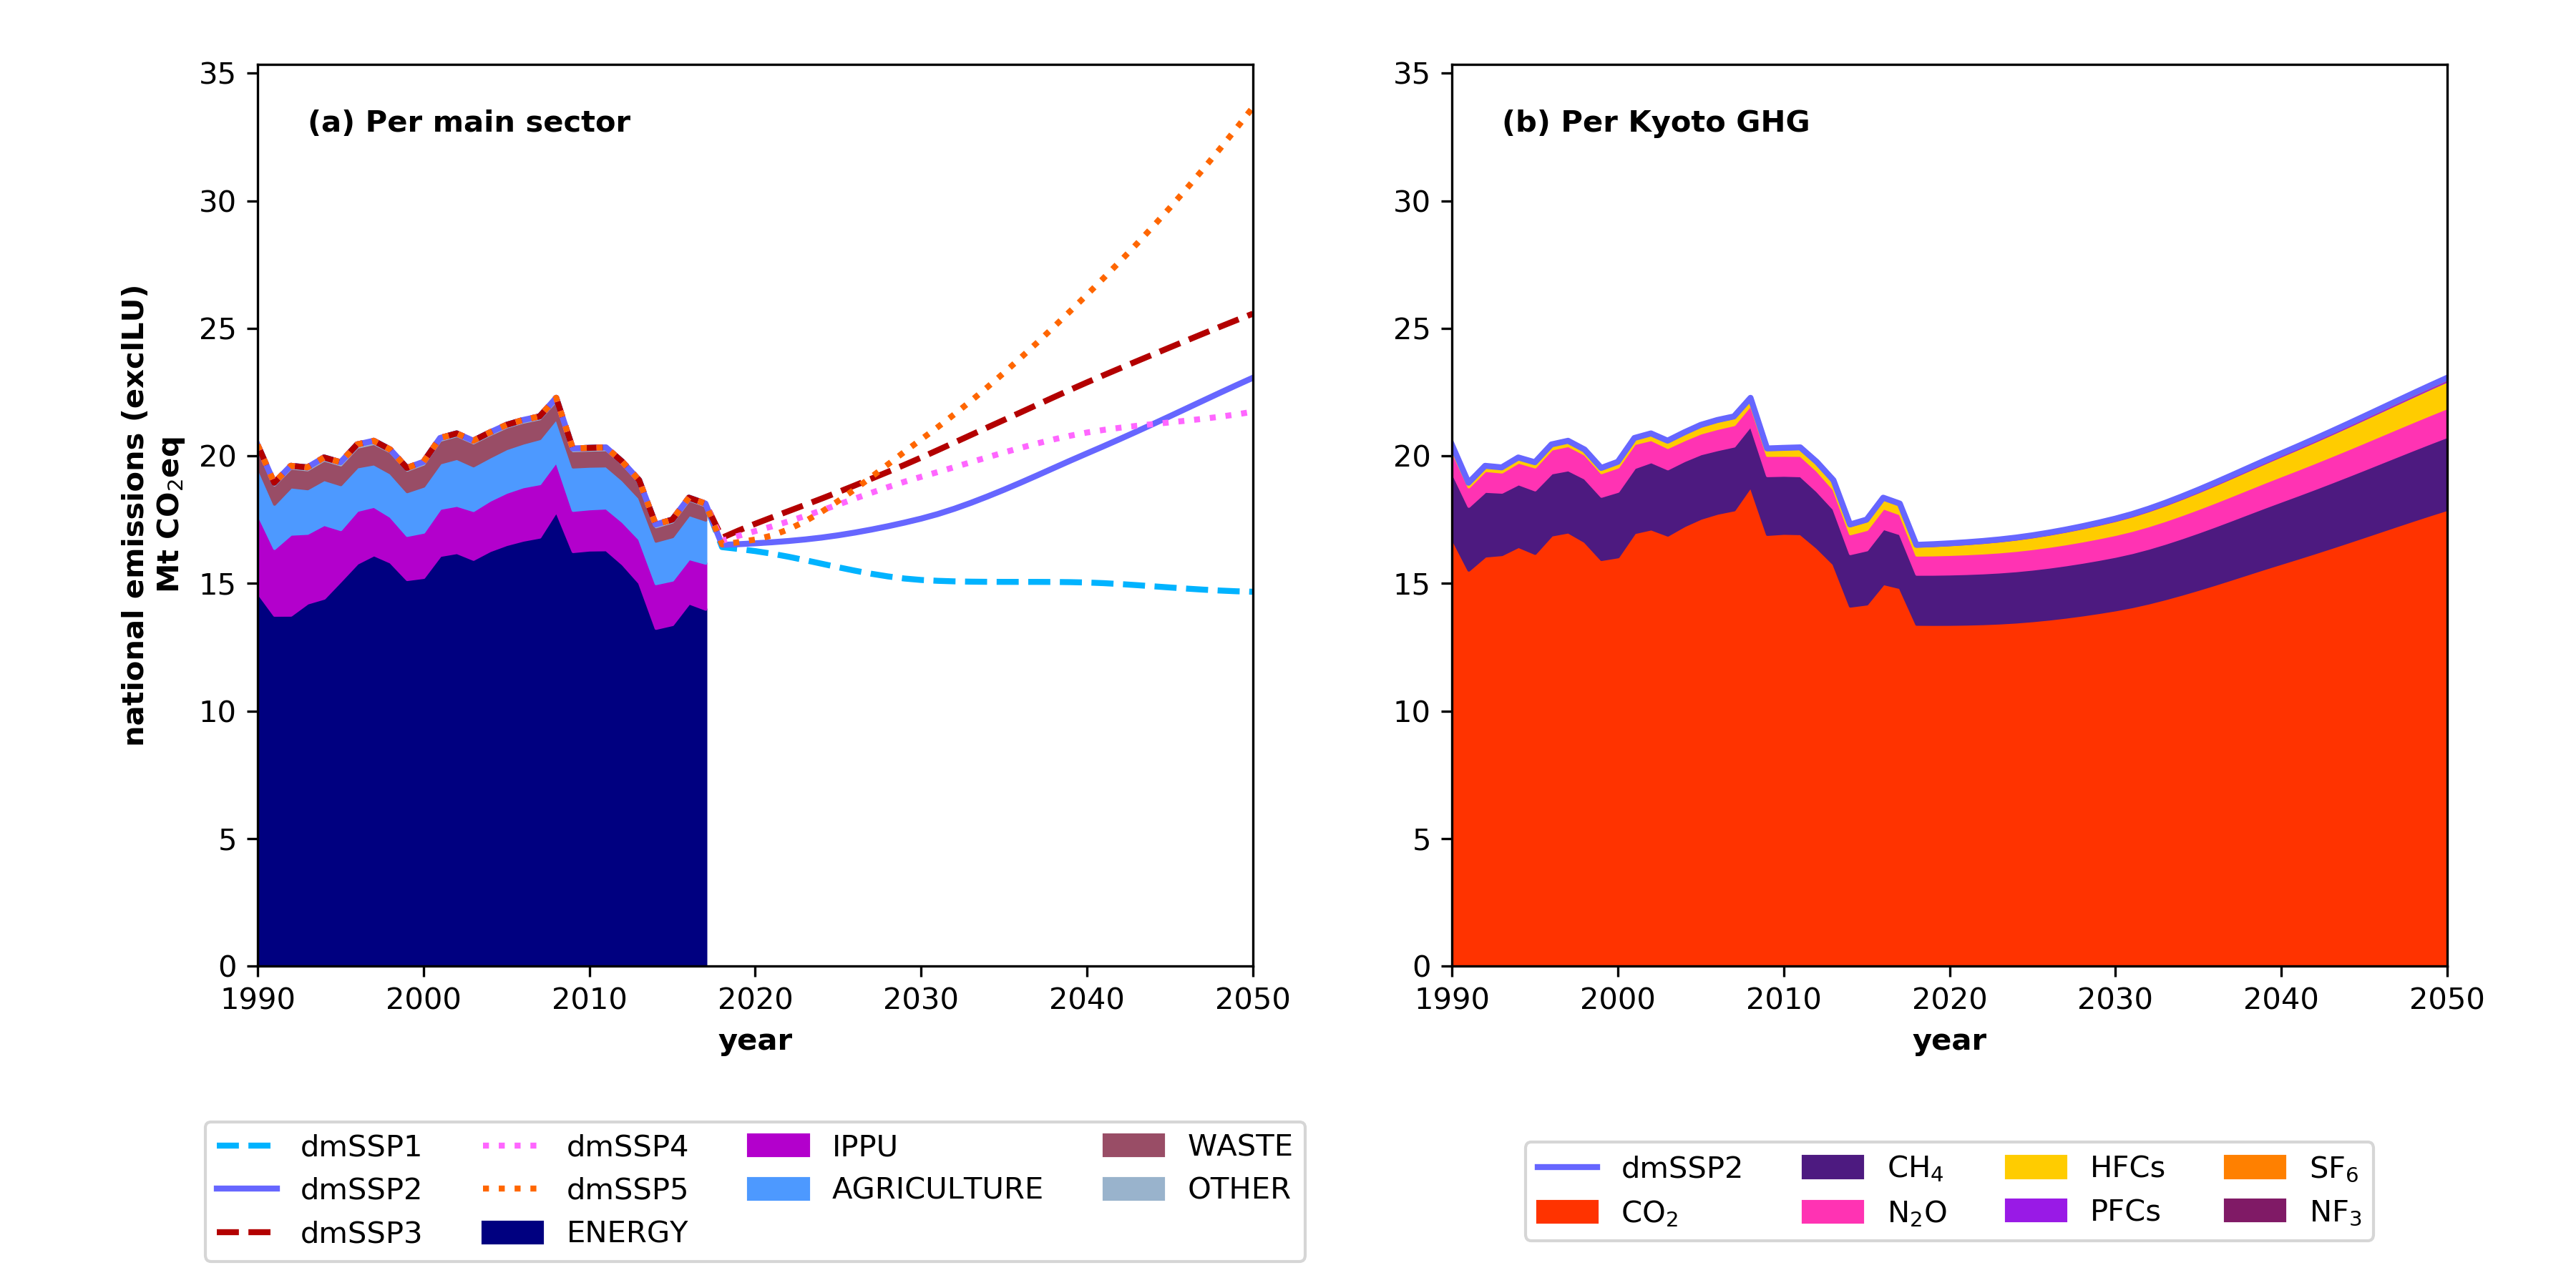 (a) Per main sector
national emissions (exclLU)
Mt CO₂eq
35
30
25
20
15
10
5
0
1990 2000 2010 2020 2030 2040 2050
year
dmSSP1
dmSSP2
dmSSP3
dmSSP4
dmSSP5
ENERGY
IPPU
AGRICULTURE
WASTE
OTHER
(b) Per Kyoto GHG
35
30
25
20
15
10
5
0
1990 2000 2010 2020 2030 2040 2050
year
dmSSP2
CO₂
CH₄
N₂O
HFCs
PFCs
SF₆
NF₃